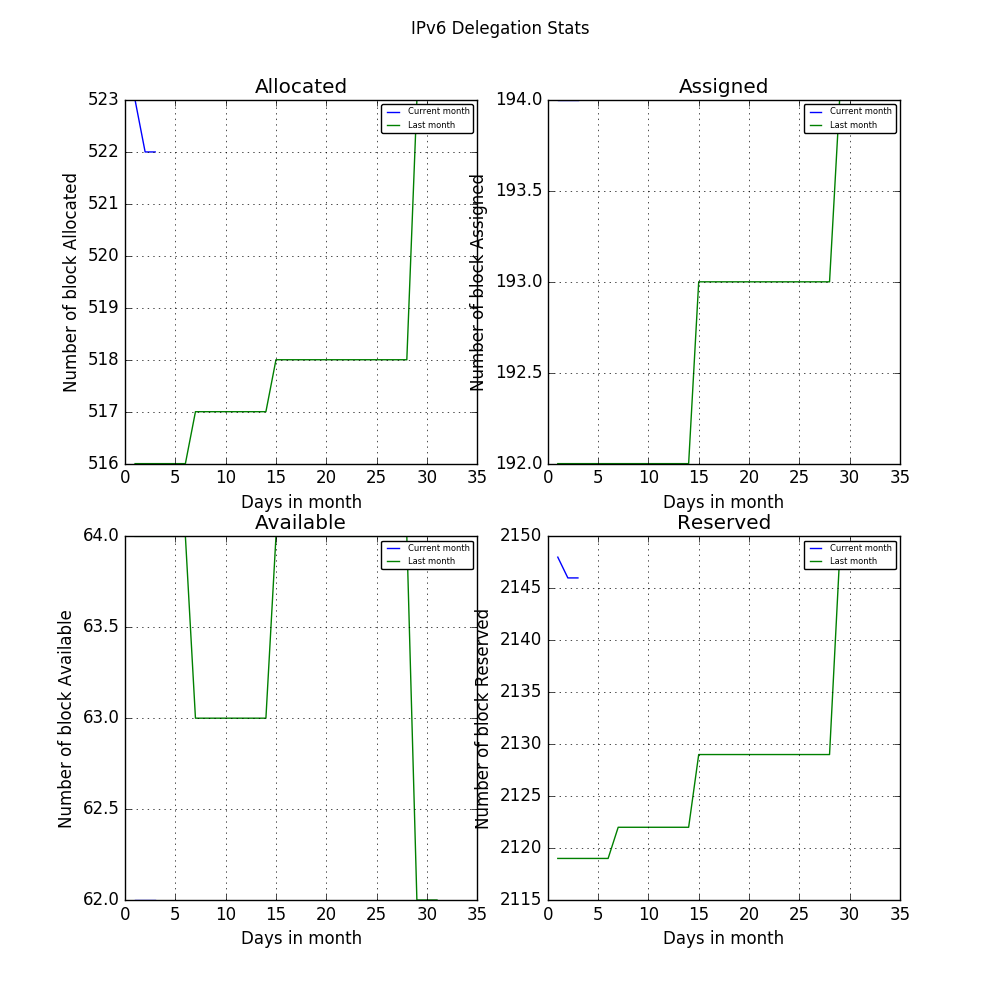 IPv6 Delegation Stats
Allocated
Number of block Allocated
523
522
521
520
519
518
517
516
0 5 10 15 20 25 30 35
Days in month
Current month
Last month
Assigned
Number of block Assigned
194.0
193.5
193.0
192.5
192.0
0 5 10 15 20 25 30 35
Days in month
Current month
Last month
Available
Number of block Available
64.0
63.5
63.0
62.5
62.0
0 5 10 15 20 25 30 35
Days in month
Current month
Last month
Reserved
Number of block Reserved
2150
2145
2140
2135
2130
2125
2120
2115
0 5 10 15 20 25 30 35
Days in month
Current month
Last month